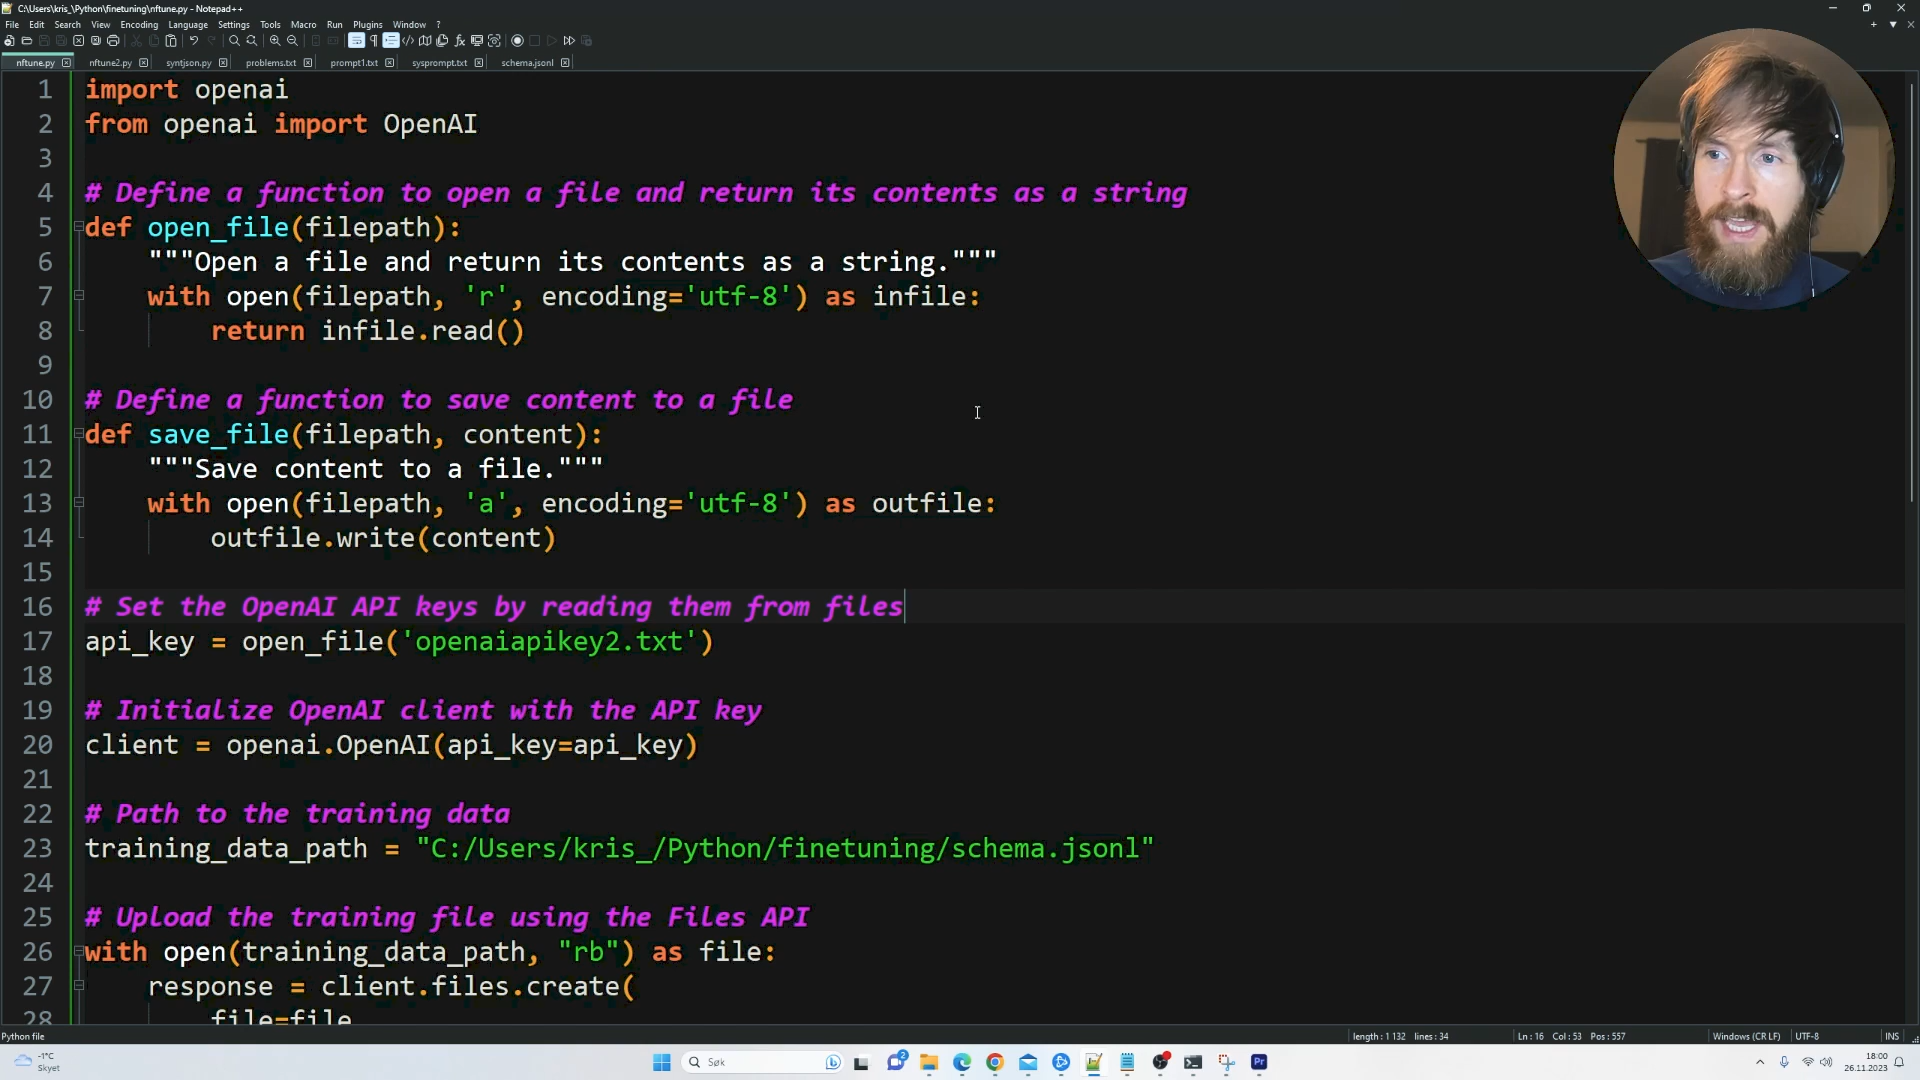 C:\Users\kris_\Python\finetuning\nftune.py - Notepad++
File Edit Search View Encoding Language Settings Tools Macro Run Plugins Window ?
nftune.py nftune2.py syntjson.py problems.txt prompt1.txt sysprompt.txt schema.jsonl
1 import openai
2 from openai import OpenAI
3
4 # Define a function to open a file and return its contents as a string
5 def open_file(filepath):
6 """Open a file and return its contents as a string."""
7 with open(filepath, 'r', encoding='utf-8') as infile:
8 return infile.read()
9
10 # Define a function to save content to a file
11 def save_file(filepath, content):
12 """Save content to a file."""
13 with open(filepath, 'a', encoding='utf-8') as outfile:
14 outfile.write(content)
15
16 # Set the OpenAI API keys by reading them from files
17 api_key = open_file('openaiapikey2.txt')
18
19 # Initialize OpenAI client with the API key
20 client = openai.OpenAI(api_key=api_key)
21
22 # Path to the training data
23 training_data_path = "C:/Users/kris_/Python/finetuning/schema.jsonl"
24
25 # Upload the training file using the Files API
26 with open(training_data_path, "rb") as file:
27 response = client.files.create(
28 file=file
Python file length : 1 132 lines : 34 Ln : 16 Col : 53 Pos : 557 Windows (CR LF) UTF-8 INS
-1°C
Skyet
Søk
2
Pr
18:00
26.11.2023